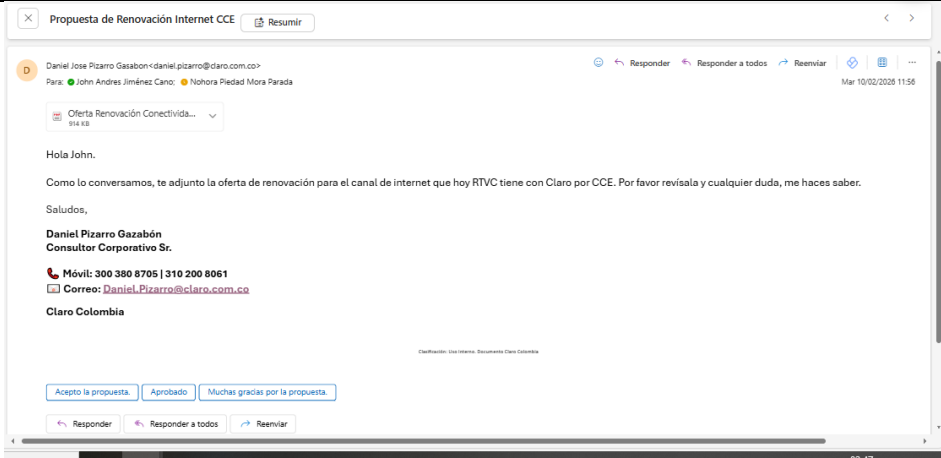 Propuesta de Renovación Internet CCE
Resumir
D
Daniel Jose Pizarro Gasabon<daniel.pizarro@claro.com.co>
Para: John Andres Jiménez Cano; Nohora Piedad Mora Parada
Responder
Responder a todos
Reenviar
Mar 10/02/2026 11:56
Oferta Renovación Conectivida...
914 KB
Hola John.
Como lo conversamos, te adjunto la oferta de renovación para el canal de internet que hoy RTVC tiene con Claro por CCE. Por favor revísala y cualquier duda, me haces saber.
Saludos,
Daniel Pizarro Gazabón
Consultor Corporativo Sr.
Móvil: 300 380 8705 | 310 200 8061
Correo: Daniel.Pizarro@claro.com.co
Claro Colombia
Clasificación: Uso Interno. Documento Claro Colombia
Acepto la propuesta.
Aprobado
Muchas gracias por la propuesta.
Responder
Responder a todos
Reenviar